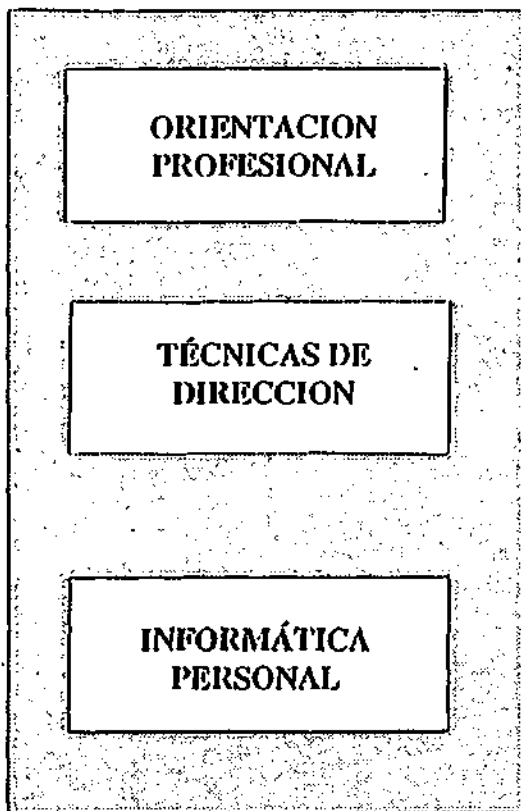 ORIENTACION
PROFESIONAL
TÉCNICAS DE
DIRECCION
INFORMÁTICA
PERSONAL